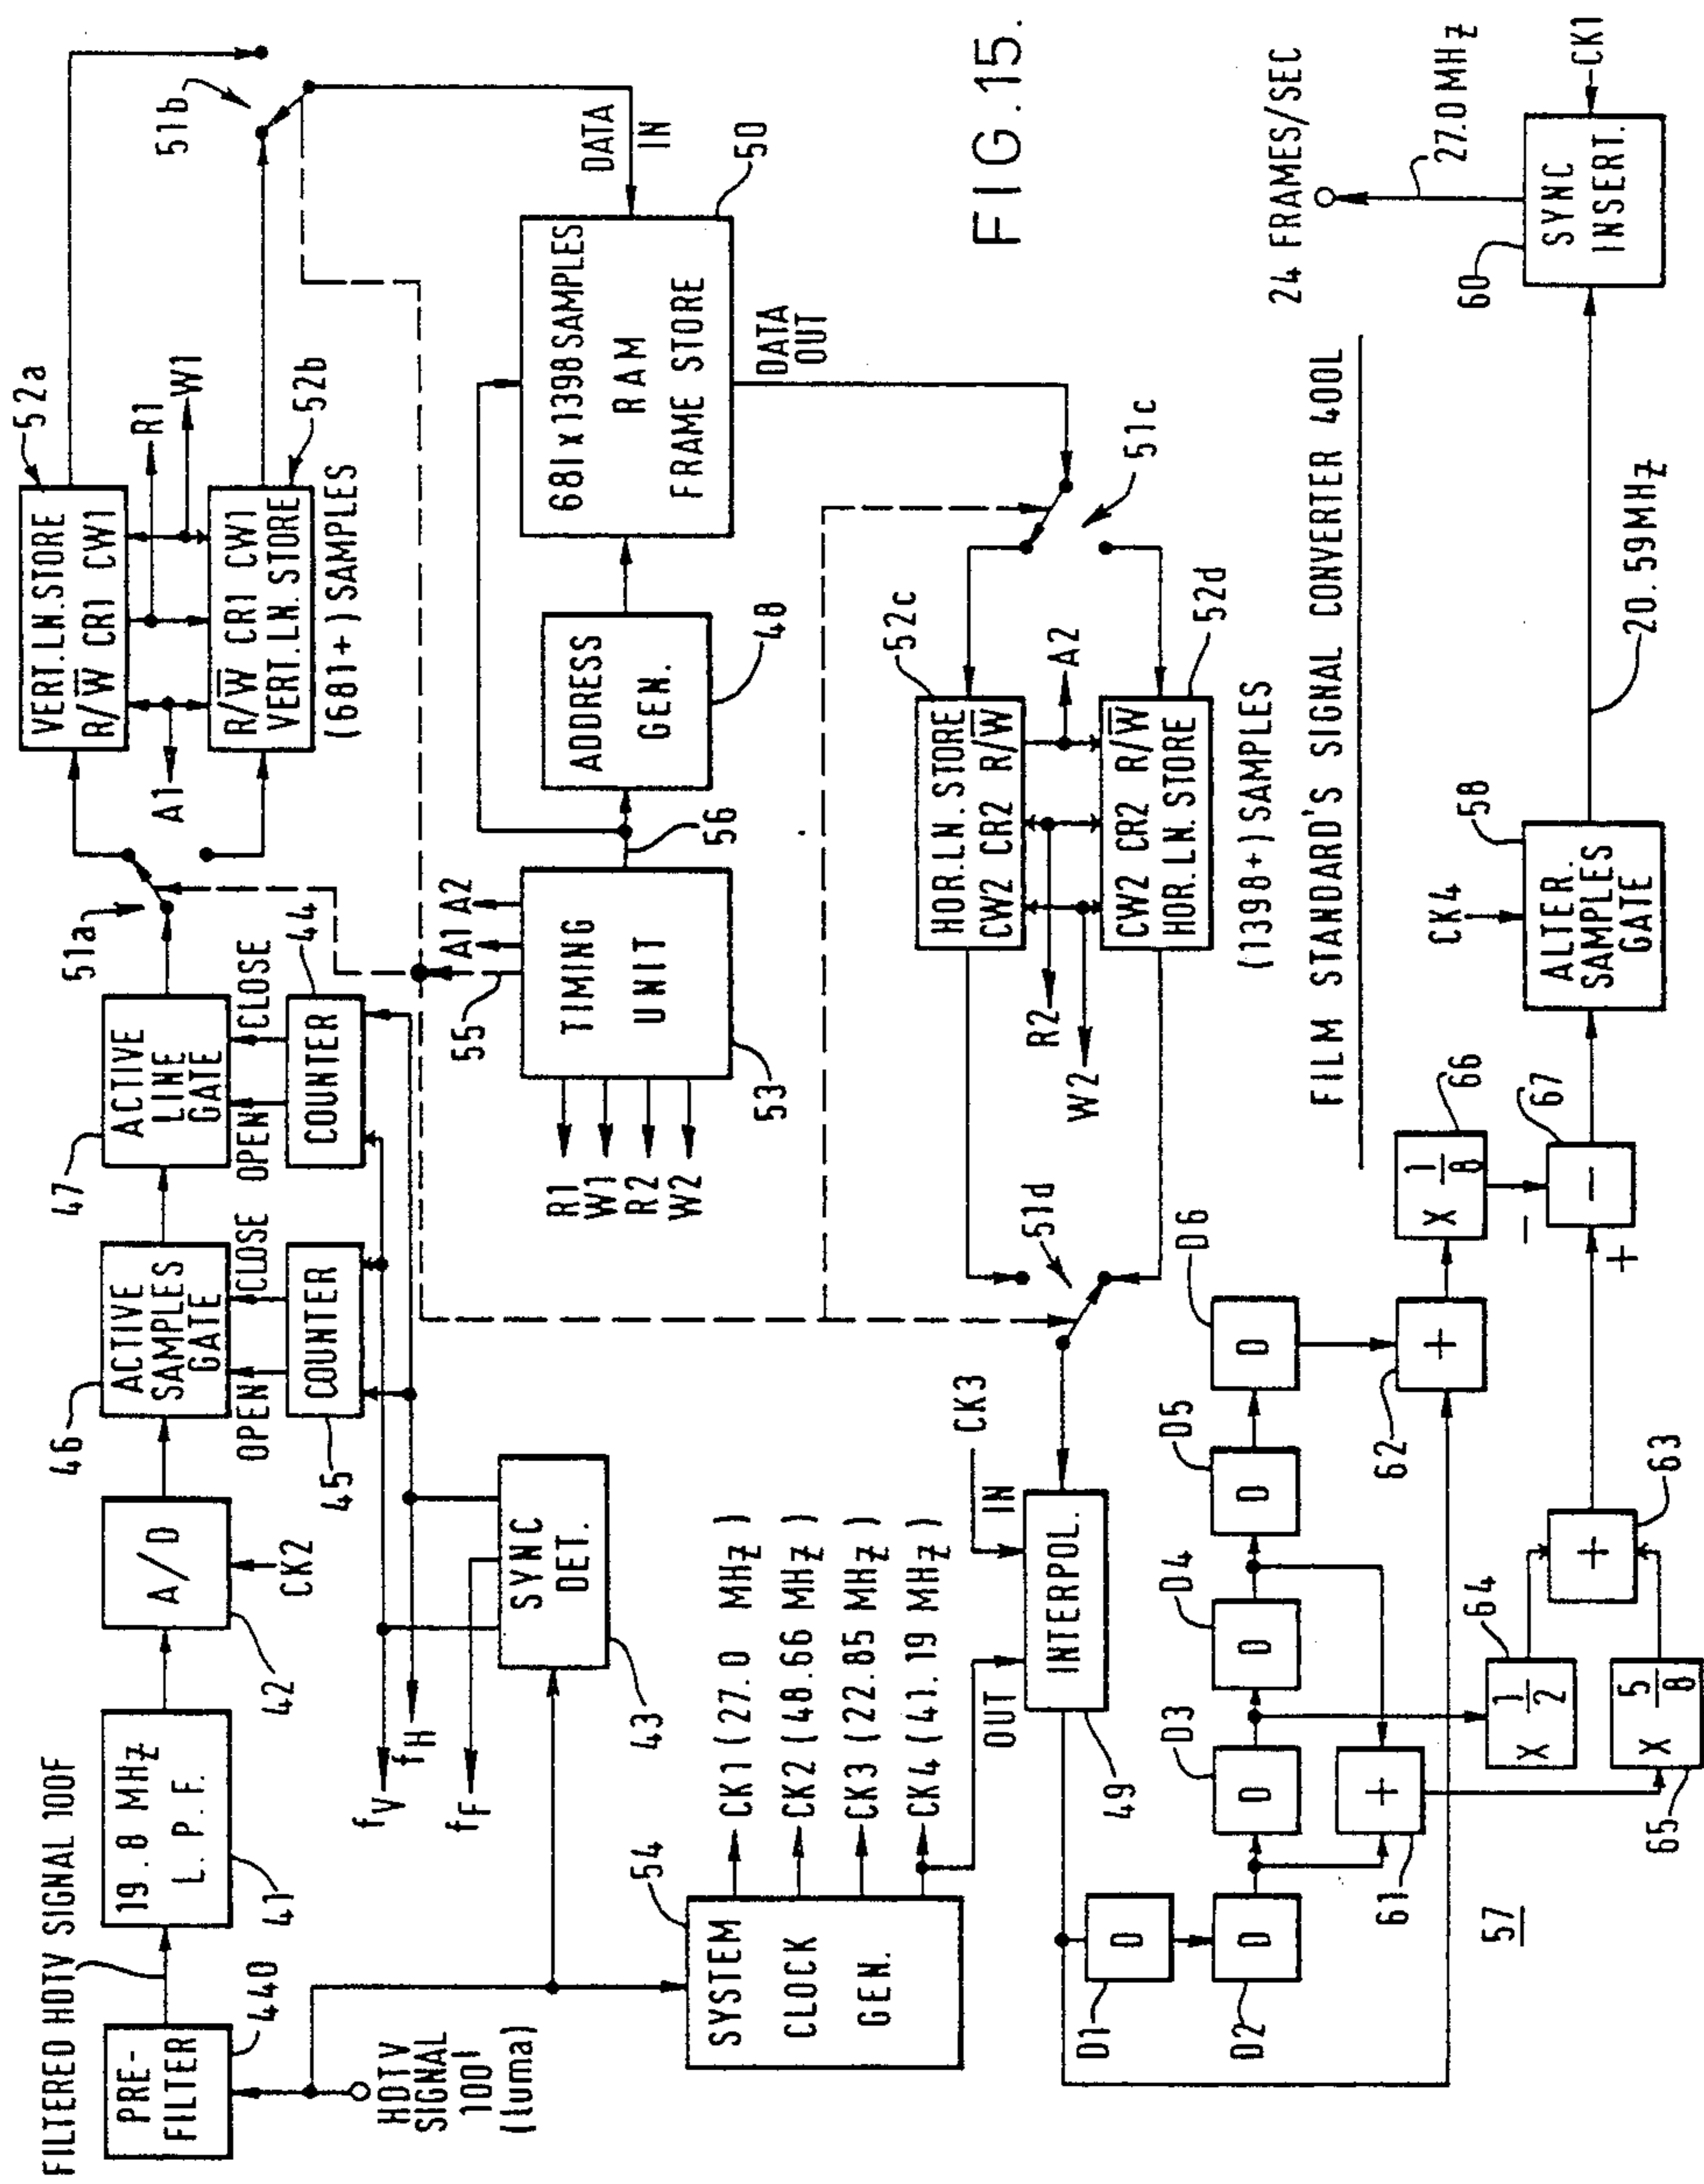 FILTERED HDTV SIGNAL 100F
PRE-
FILTER
440
HDTV
SIGNAL
100'
(luma)
19.8 MHz
L.P.F.
41
A/D
42
CK2
ACTIVE
SAMPLES
GATE
46
OPEN
CLOSE
COUNTER
45
ACTIVE
LINE
GATE
47
OPEN
CLOSE
COUNTER
44
51a
VERT.LN.STORE
R/W CR1 CW1
52a
A1
R1
W1
R/W CR1 CW1
VERT.LN.STORE
52b
(681+) SAMPLES
51b
DATA
IN
SYNC
DET.
43
fV
fH
fF
TIMING
UNIT
53
R1
W1
R2
W2
55
A1
A2
56
ADDRESS
GEN.
48
681x1398 SAMPLES
RAM
FRAME STORE
50
DATA
OUT
SYSTEM
CLOCK
GEN.
54
CK1 (27.0 MHz)
CK2 (48.66 MHz)
CK3 (22.85 MHz)
CK4 (41.19 MHz)
51c
HOR.LN.STORE
CW2 CR2 R/W
52c
A2
R2
W2
CW2 CR2 R/W
HOR.LN.STORE
52d
(1398+) SAMPLES
51d
CK3
IN
OUT
INTERPOL.
49
FIG.15.
D
D1
D
D2
D
D3
D
D4
D
D5
D
D6
+
61
+
62
X 1/2
64
X 5/8
65
+
63
X 1/8
66
-
67
-
+
57
FILM STANDARD'S SIGNAL CONVERTER 400L
CK4
ALTER.
SAMPLES
GATE
58
20.59MHz
SYNC
INSERT.
60
CK1
27.0MHz
24 FRAMES/SEC